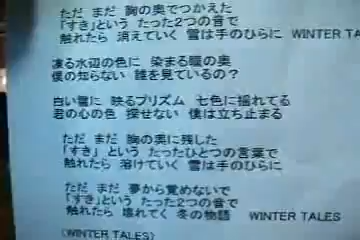 ただ まだ 胸の奥でつかえた
「すき」という たった2つの音で
触れたら 消えていく 雪は手のひらに WINTER TA
凍る水辺の色に 染まる瞳の奥
僕の知らない 誰を見ているの?
白い雪に 映るプリズム 七色に揺れてる
君の心の色 探せない 僕は立ち止まる
ただ まだ 胸の奥に残した
「すき」という たったひとつの言葉で
触れたら 溶けていく 雪は手のひらに
ただ まだ 夢から覚めないで
「すき」という たった2つの音で
触れたら 壊れてく 冬の物語 WINTER TALES
(WINTER TALES)